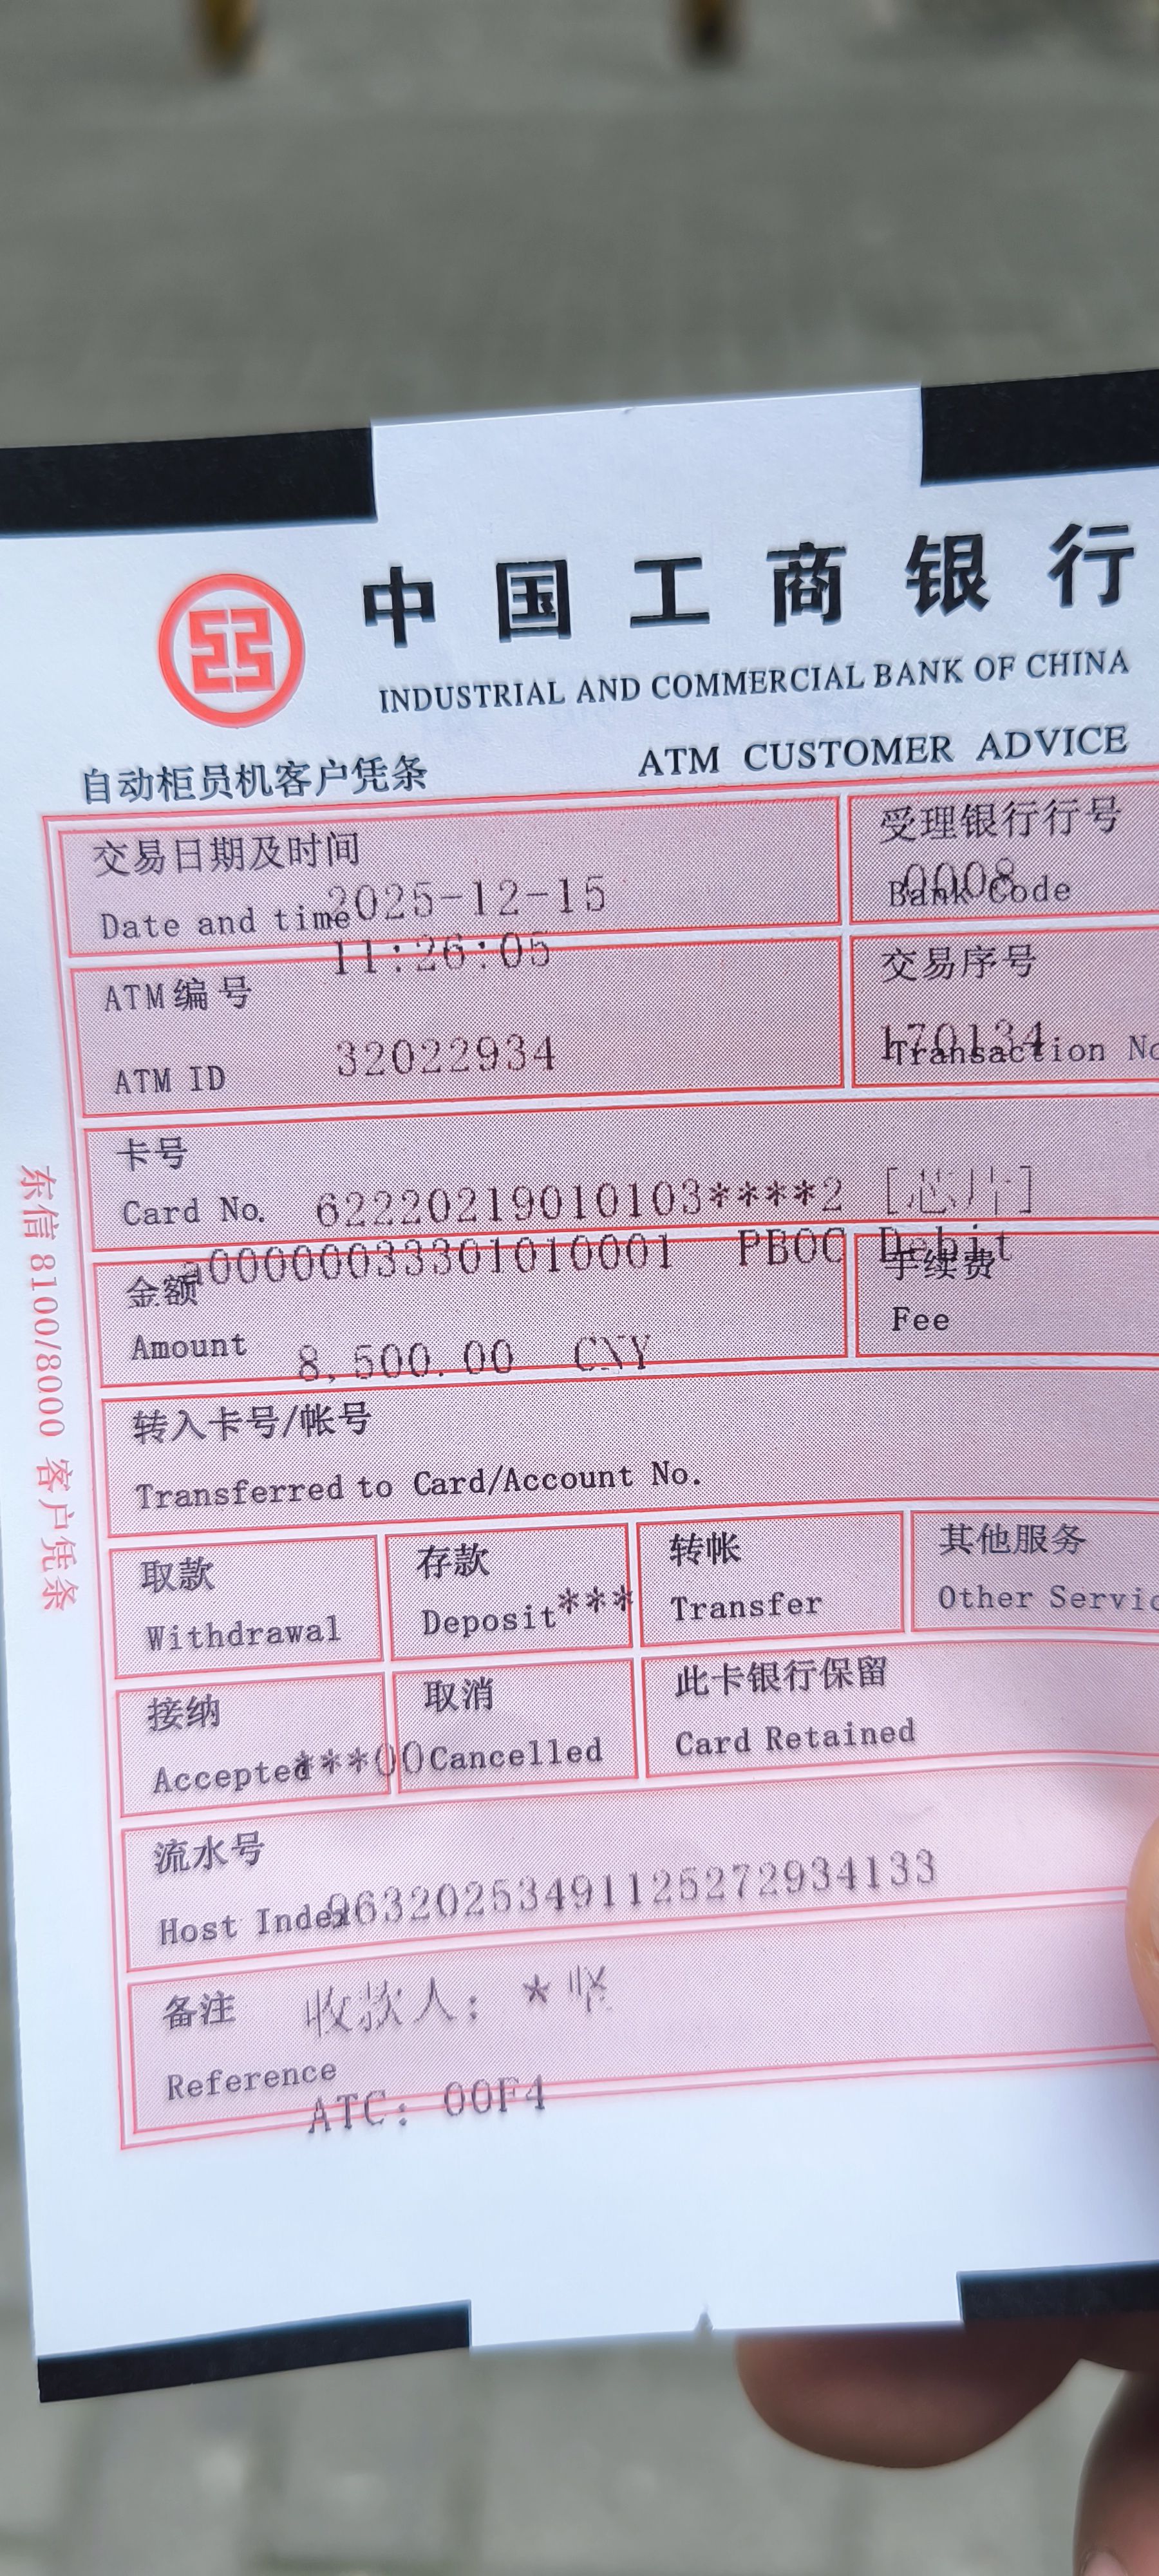 中国工商银行
INDUSTRIAL AND COMMERCIAL BANK OF CHINA
自动柜员机客户凭条 ATM CUSTOMER ADVICE
交易日期及时间
Date and time 2025-12-15
11:26:05
受理银行行号
0008
Bank Code
ATM编号
ATM ID 32022934
交易序号
170134
Transaction No
卡号
Card No. 62220219010103****2 [芯片]
a00000033301010001 PBOC Debit
金额
Amount 8,500.00 CNY
手续费
Fee
转入卡号/帐号
Transferred to Card/Account No.
取款
Withdrawal
存款
Deposit***
转帐
Transfer
其他服务
Other Servic
接纳
Accepted***00
取消
Cancelled
此卡银行保留
Card Retained
流水号
Host Index 0632025349112527293​4133
备注 收款人: *
Reference
ATC: 00F4
东信 8100/8000 客户凭条